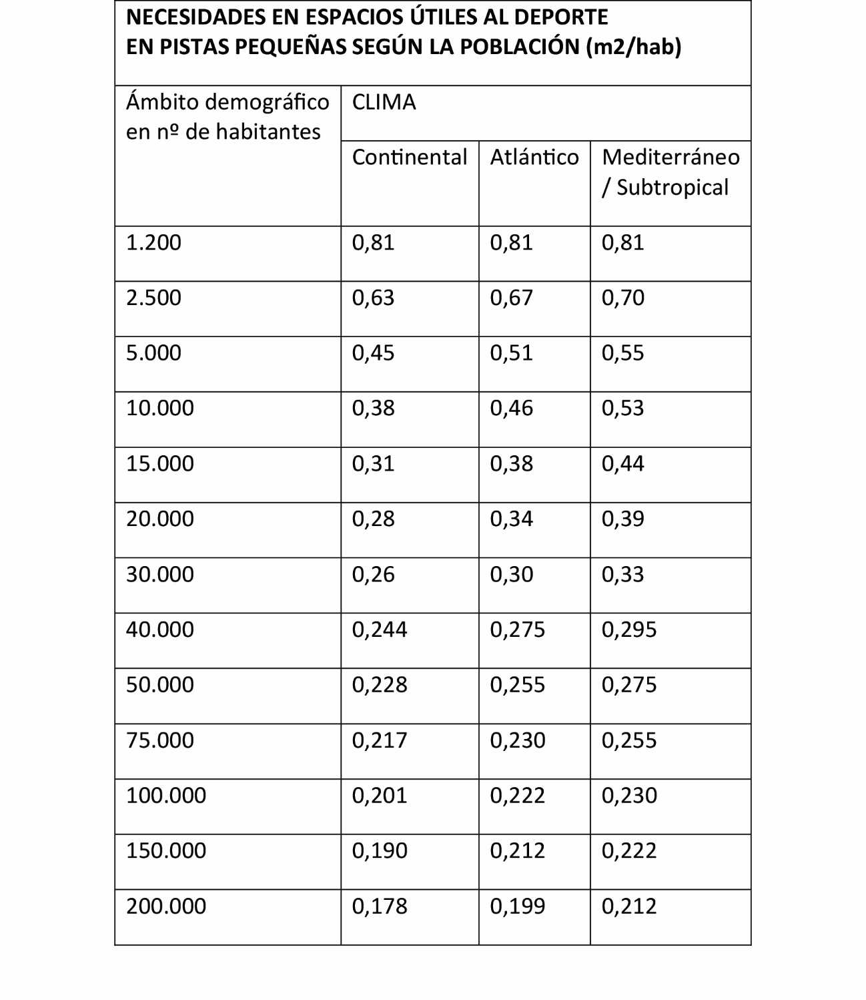 NECESIDADES EN ESPACIOS ÚTILES AL DEPORTE
EN PISTAS PEQUEÑAS SEGÚN LA POBLACIÓN (m2/hab)
Ámbito demográfico
en nº de habitantes
CLIMA
Continental Atlántico Mediterráneo
/ Subtropical
1.200 0,81 0,81 0,81
2.500 0,63 0,67 0,70
5.000 0,45 0,51 0,55
10.000 0,38 0,46 0,53
15.000 0,31 0,38 0,44
20.000 0,28 0,34 0,39
30.000 0,26 0,30 0,33
40.000 0,244 0,275 0,295
50.000 0,228 0,255 0,275
75.000 0,217 0,230 0,255
100.000 0,201 0,222 0,230
150.000 0,190 0,212 0,222
200.000 0,178 0,199 0,212